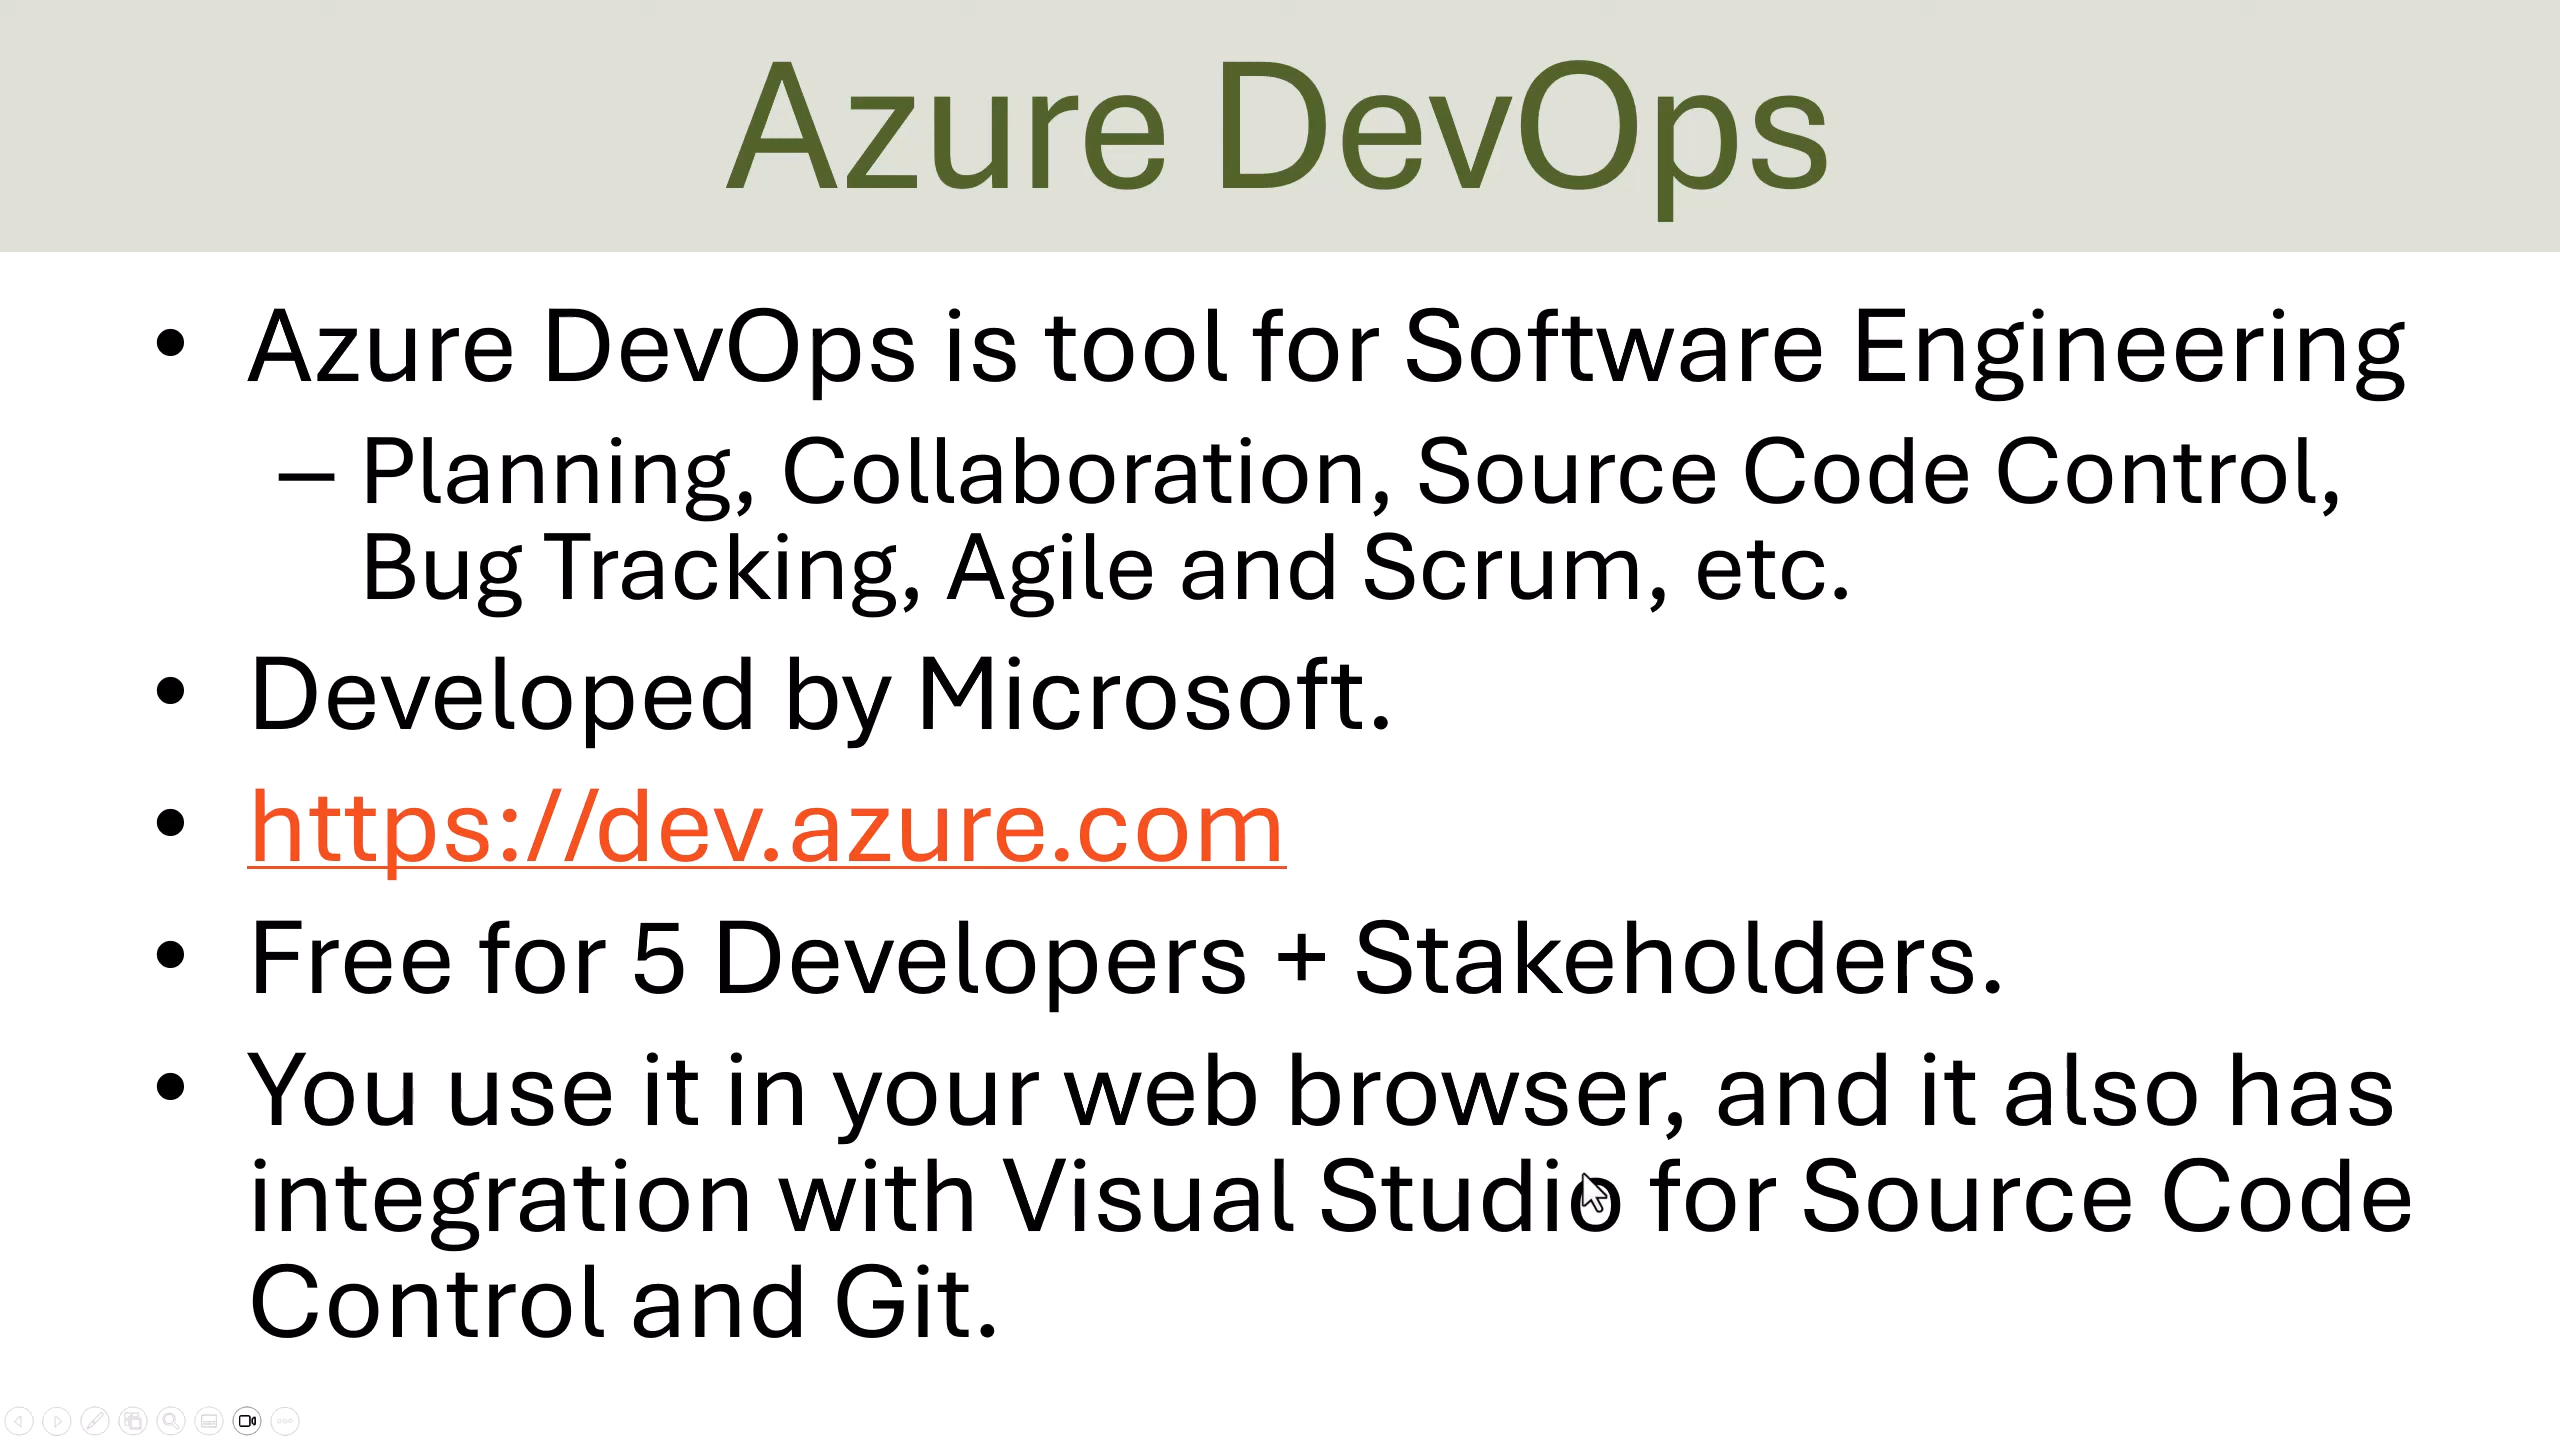 Azure DevOps
• Azure DevOps is tool for Software Engineering
– Planning, Collaboration, Source Code Control,
Bug Tracking, Agile and Scrum, etc.
• Developed by Microsoft.
• https://dev.azure.com
• Free for 5 Developers + Stakeholders.
• You use it in your web browser, and it also has
integration with Visual Studio for Source Code
Control and Git.